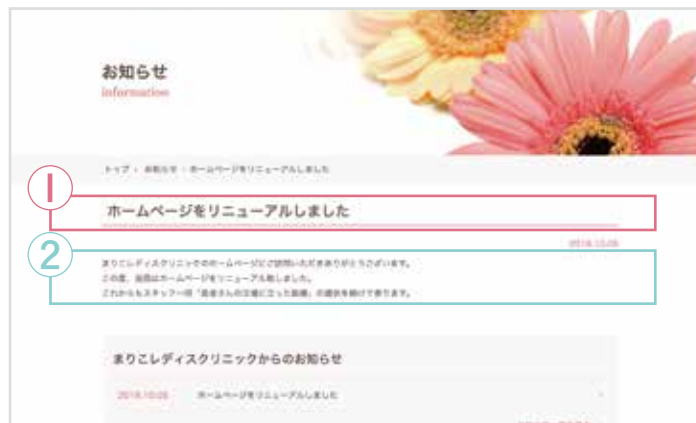 お知らせ
information
トップ › お知らせ › ホームページをリニューアルしました
1
ホームページをリニューアルしました
2018.10.05
2
まりこレディスクリニックのホームページにご訪問いただきありがとうございます。
この度、当院はホームページをリニューアル致しました。
これからもスタッフ一同「患者さんの立場に立った医療」の提供を続けて参ります。
まりこレディスクリニックからのお知らせ
2018.10.05 ホームページをリニューアルしました